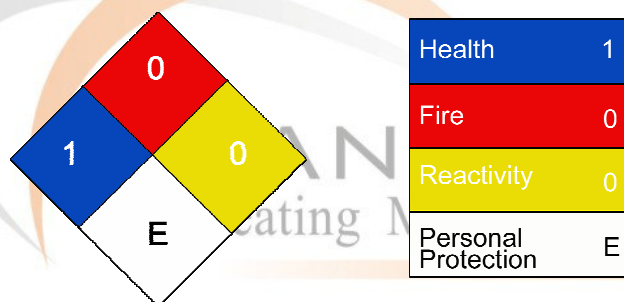 0
1
0
E
Health 1
Fire 0
Reactivity 0
Personal
Protection E